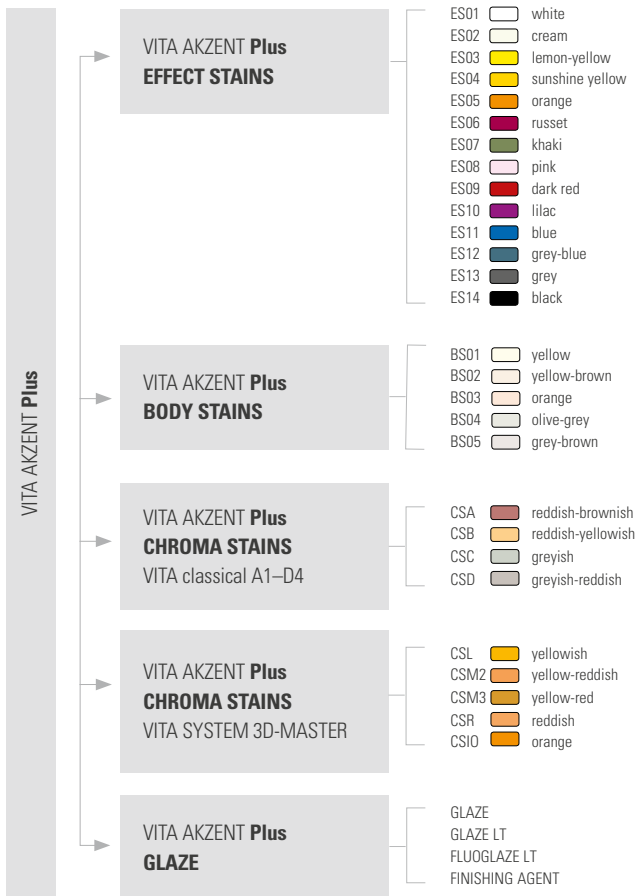 VITA AKZENT Plus
VITA AKZENT Plus
EFFECT STAINS
ES01 white
ES02 cream
ES03 lemon-yellow
ES04 sunshine yellow
ES05 orange
ES06 russet
ES07 khaki
ES08 pink
ES09 dark red
ES10 lilac
ES11 blue
ES12 grey-blue
ES13 grey
ES14 black
VITA AKZENT Plus
BODY STAINS
BS01 yellow
BS02 yellow-brown
BS03 orange
BS04 olive-grey
BS05 grey-brown
VITA AKZENT Plus
CHROMA STAINS
VITA classical A1–D4
CSA reddish-brownish
CSB reddish-yellowish
CSC greyish
CSD greyish-reddish
VITA AKZENT Plus
CHROMA STAINS
VITA SYSTEM 3D-MASTER
CSL yellowish
CSM2 yellow-reddish
CSM3 yellow-red
CSR reddish
CSIO orange
VITA AKZENT Plus
GLAZE
GLAZE
GLAZE LT
FLUOGLAZE LT
FINISHING AGENT